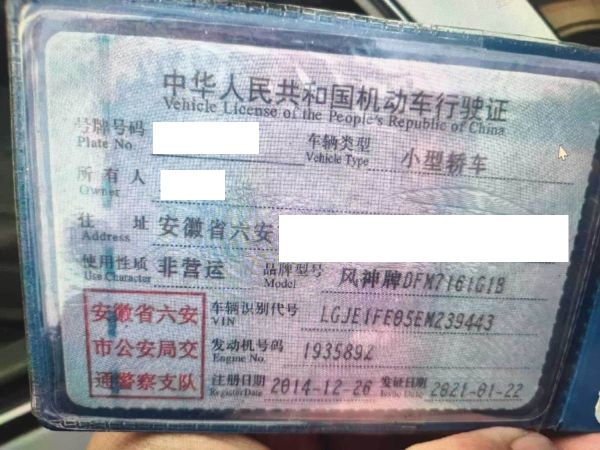 中华人民共和国机动车行驶证
Vehicle License of the People's Republic of China
号牌号码 车辆类型 小型轿车
Plate No. Vehicle Type
所有人
Owner
住址 安徽省六安
Address
使用性质 非营运 品牌型号 风神牌DFM7161G1B
Use Character Model
安徽省六安 车辆识别代号 LGJE1FE05EM239443
VIN
市公安局交 发动机号码 1935892
Engine No.
通警察支队 注册日期 2014-12-26 发证日期 2021-01-22
Register Date Issue Date